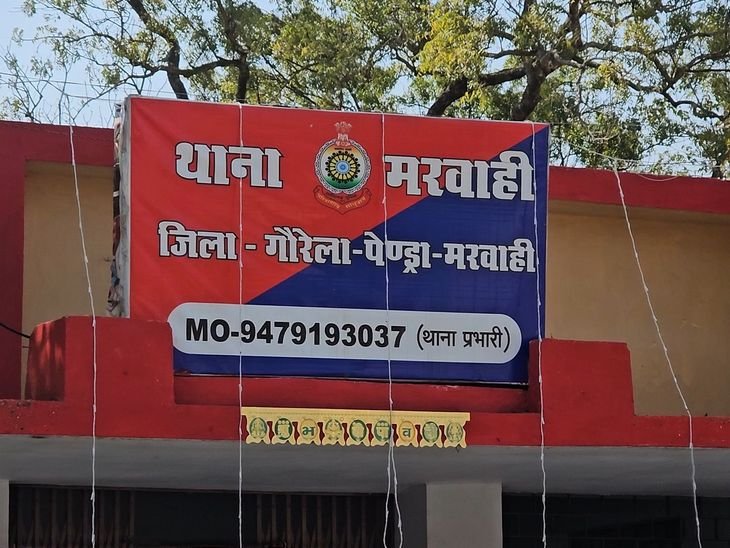 थाना मरवाही
जिला - गौरेला-पेण्ड्रा-मरवाही
MO-9479193037 (थाना प्रभारी)